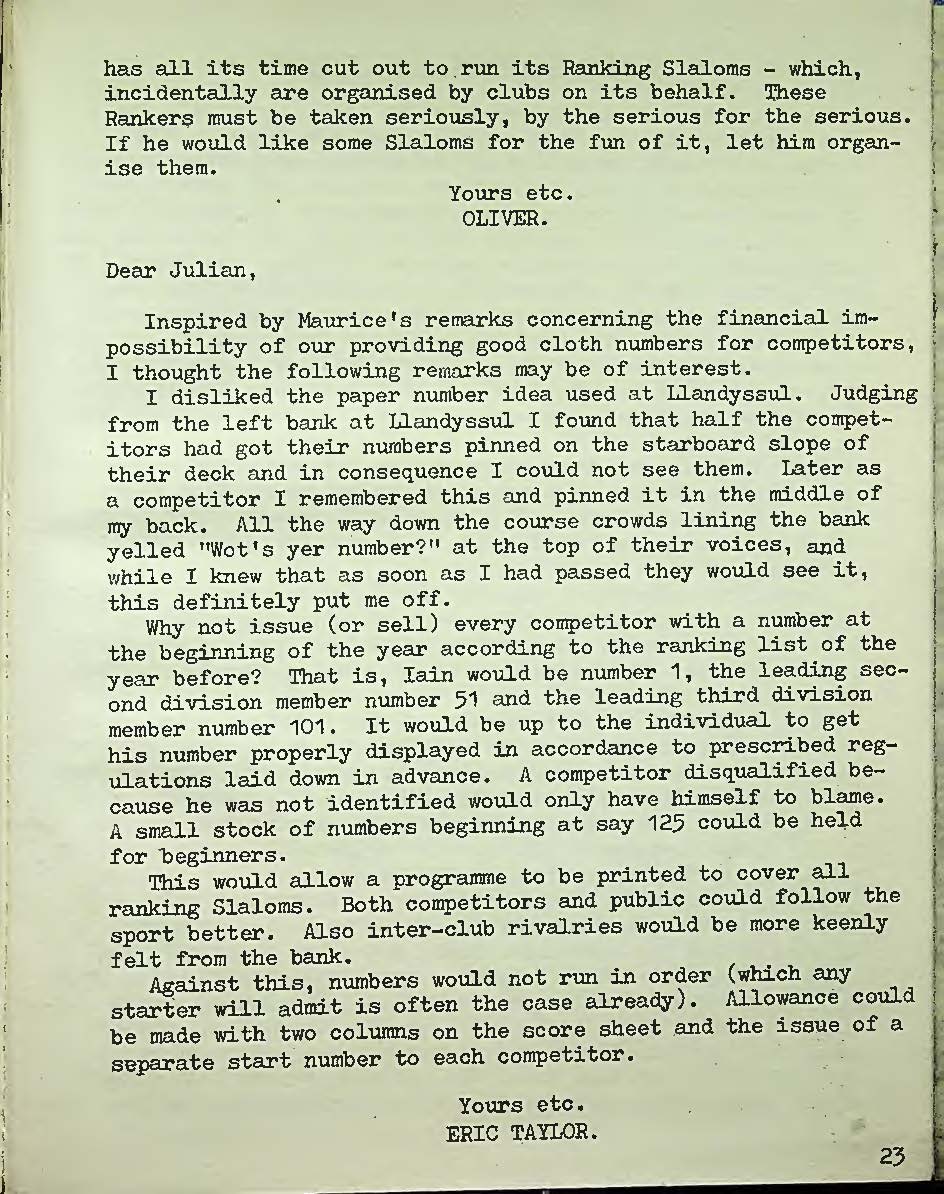 has all its time cut out to run its Ranking Slaloms - which,
incidentally are organised by clubs on its behalf. These
Rankers must be taken seriously, by the serious for the serious.
If he would like some Slaloms for the fun of it, let him organ-
ise them.
Yours etc.
OLIVER.
Dear Julian,
Inspired by Maurice's remarks concerning the financial im-
possibility of our providing good cloth numbers for competitors,
I thought the following remarks may be of interest.
I disliked the paper number idea used at Llandyssul. Judging
from the left bank at Llandyssul I found that half the compet-
itors had got their numbers pinned on the starboard slope of
their deck and in consequence I could not see them. Later as
a competitor I remembered this and pinned it in the middle of
my back. All the way down the course crowds lining the bank
yelled "Wot's yer number?" at the top of their voices, and
while I knew that as soon as I had passed they would see it,
this definitely put me off.
Why not issue (or sell) every competitor with a number at
the beginning of the year according to the ranking list of the
year before? That is, Iain would be number 1, the leading sec-
ond division member number 51 and the leading third division
member number 101. It would be up to the individual to get
his number properly displayed in accordance to prescribed reg-
ulations laid down in advance. A competitor disqualified be-
cause he was not identified would only have himself to blame.
A small stock of numbers beginning at say 125 could be held
for beginners.
This would allow a programme to be printed to cover all
ranking Slaloms. Both competitors and public could follow the
sport better. Also inter-club rivalries would be more keenly
felt from the bank.
Against this, numbers would not run in order (which any
starter will admit is often the case already). Allowance could
be made with two columns on the score sheet and the issue of a
separate start number to each competitor.
Yours etc.
ERIC TAYLOR.
23